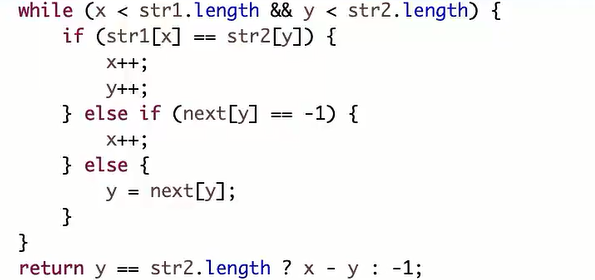 while (x < str1.length && y < str2.length) {
    if (str1[x] == str2[y]) {
        x++;
        y++;
    } else if (next[y] == -1) {
        x++;
    } else {
        y = next[y];
    }
}
return y == str2.length ? x - y : -1;